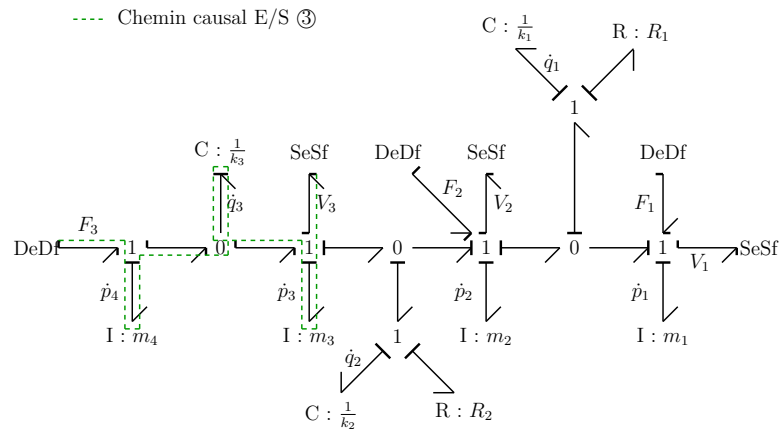 Chemin causal E/S ③
C : 1/k₁
R : R₁
q̇₁
1
C : 1/k₃
SeSf
DeDf
SeSf
DeDf
q̇₃
V₃
F₂
V₂
F₁
F₃
DeDf
1
0
1
0
1
0
1
SeSf
V₁
ṗ₄
ṗ₃
ṗ₂
ṗ₁
I : m₄
I : m₃
1
I : m₂
I : m₁
q̇₂
C : 1/k₂
R : R₂